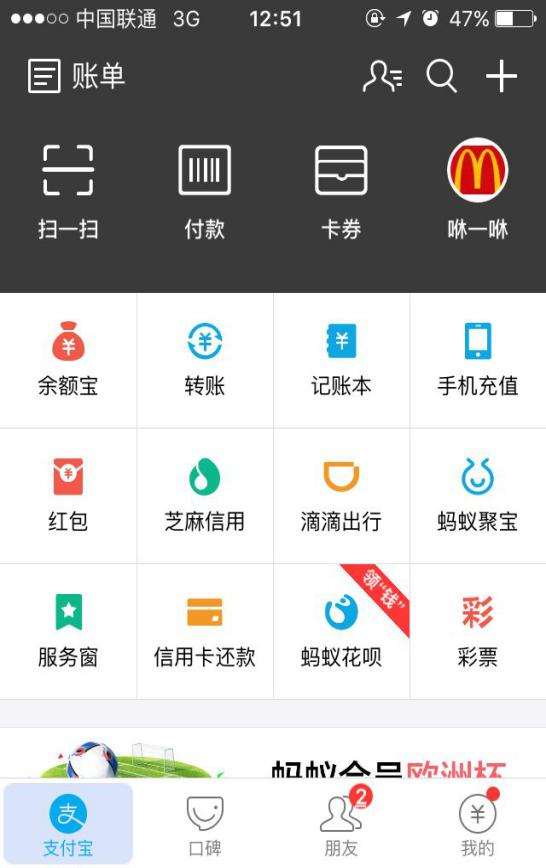 中国联通 3G 12:51 47%
账单
扫一扫 付款 卡券 咻一咻
余额宝 转账 记账本 手机充值
红包 芝麻信用 滴滴出行 蚂蚁聚宝
领“钱”
服务窗 信用卡还款 蚂蚁花呗 彩票
蚂蚁会员欧洲杯
2
支付宝 口碑 朋友 我的